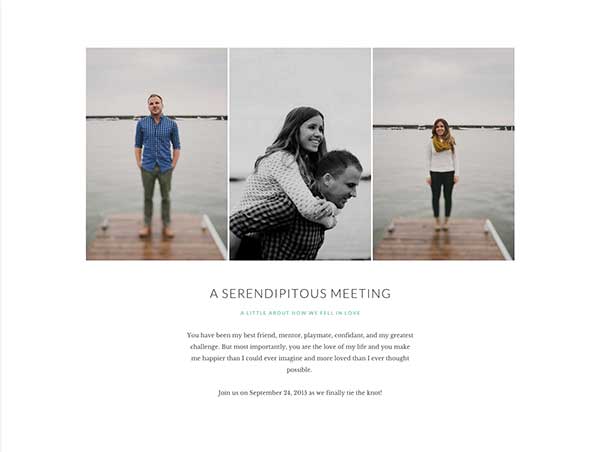 A SERENDIPITOUS MEETING
A LITTLE ABOUT HOW WE FELL IN LOVE
You have been my best friend, mentor, playmate, confidant, and my greatest
challenge. But most importantly, you are the love of my life and you make
me happier than I could ever imagine and more loved than I ever thought
possible.
Join us on September 24, 2015 as we finally tie the knot!